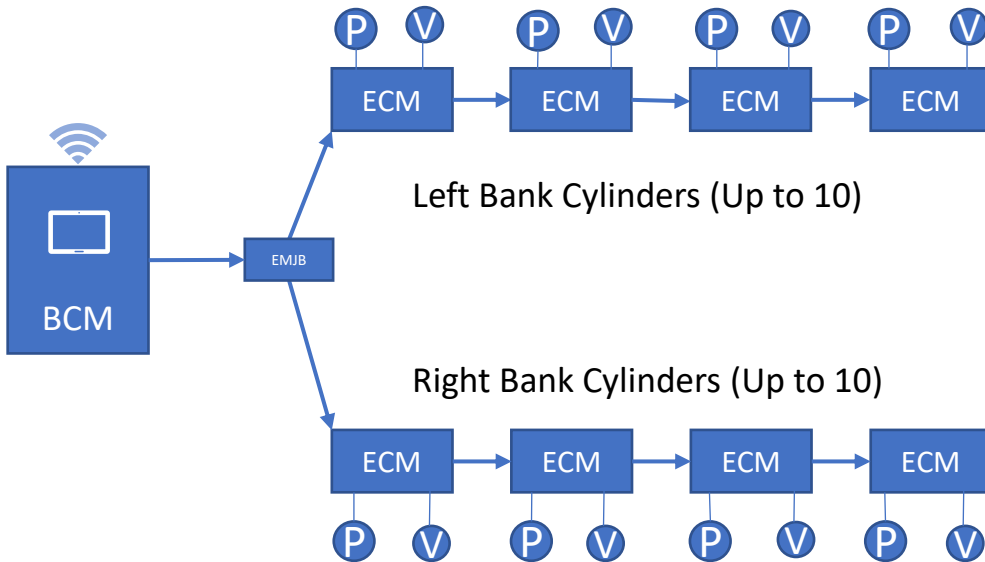 P V P V P V P V
ECM ECM ECM ECM
Left Bank Cylinders (Up to 10)
EMJB
BCM
Right Bank Cylinders (Up to 10)
ECM ECM ECM ECM
P V P V P V P V